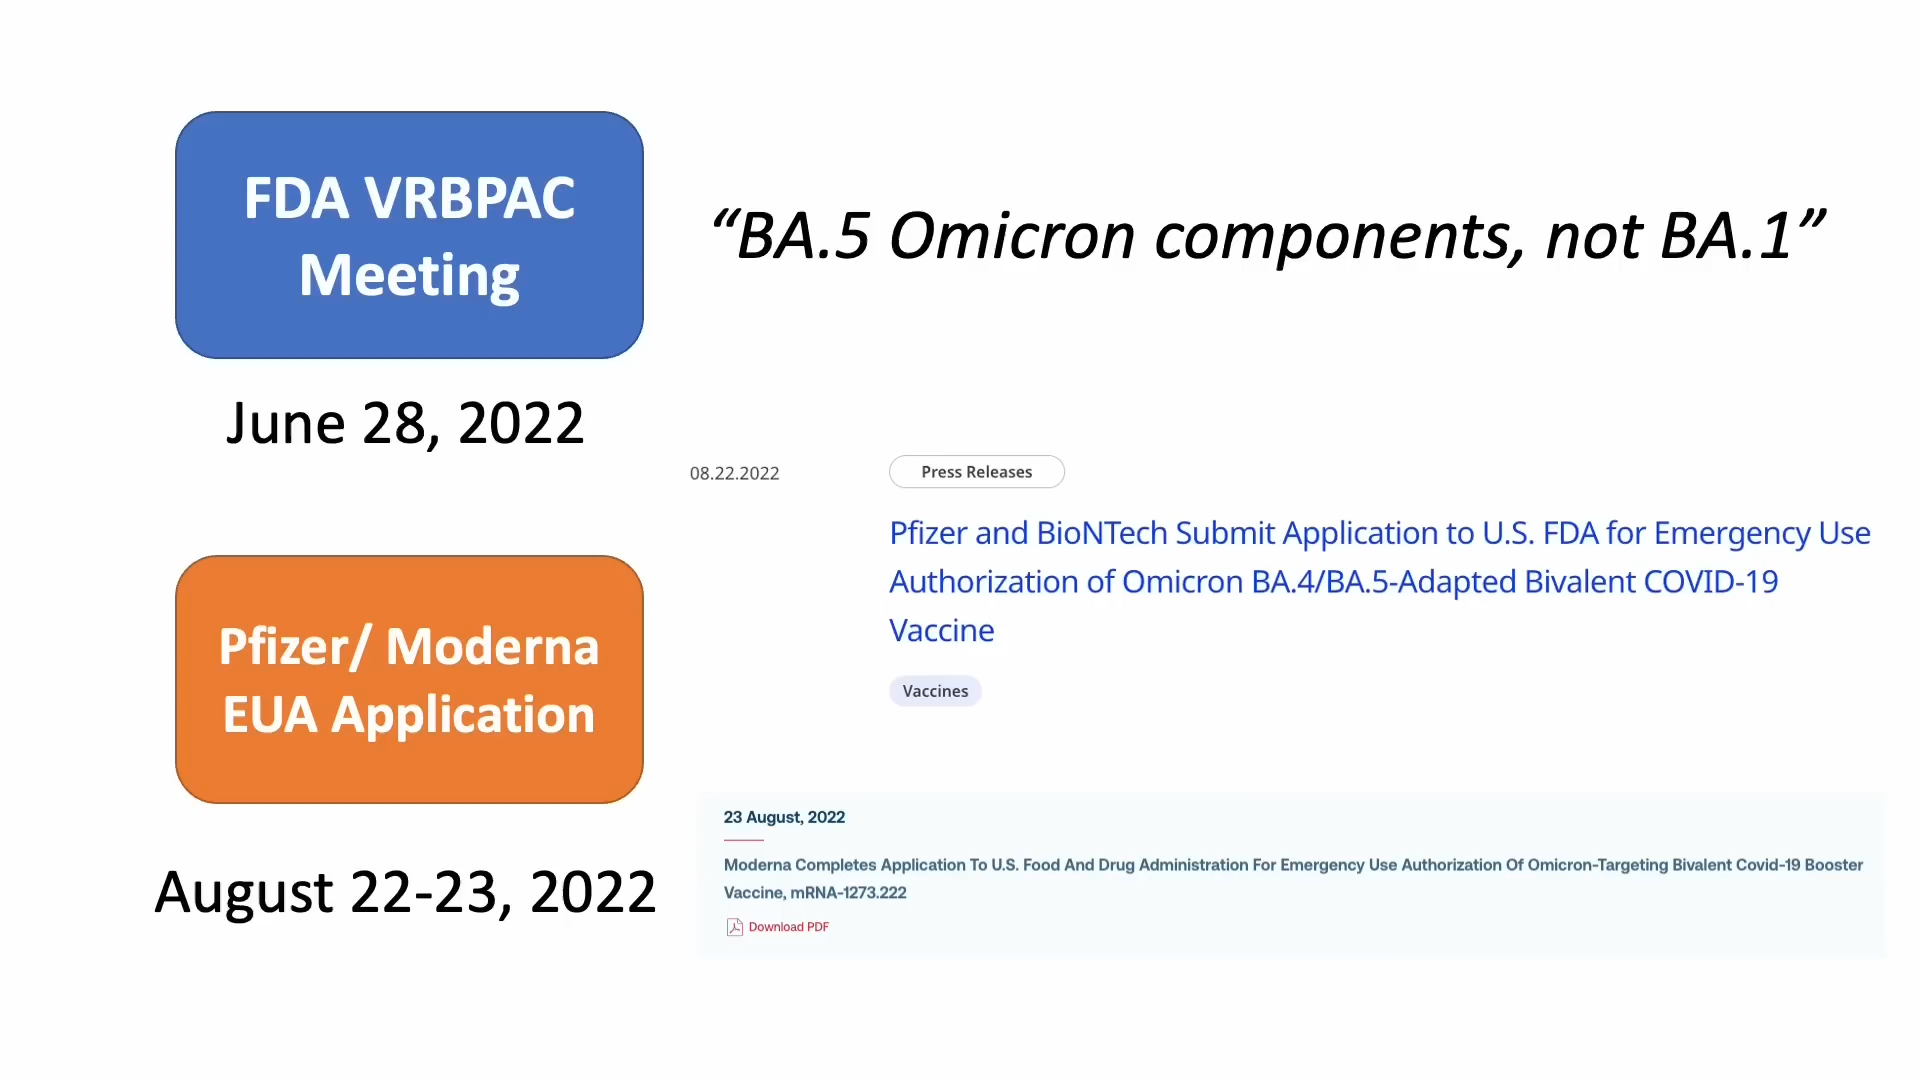 FDA VRBPAC
Meeting
“BA.5 Omicron components, not BA.1”
June 28, 2022
08.22.2022
Press Releases
Pfizer and BioNTech Submit Application to U.S. FDA for Emergency Use
Authorization of Omicron BA.4/BA.5-Adapted Bivalent COVID-19
Vaccine
Vaccines
Pfizer/ Moderna
EUA Application
August 22-23, 2022
23 August, 2022
Moderna Completes Application To U.S. Food And Drug Administration For Emergency Use Authorization Of Omicron-Targeting Bivalent Covid-19 Booster
Vaccine, mRNA-1273.222
Download PDF